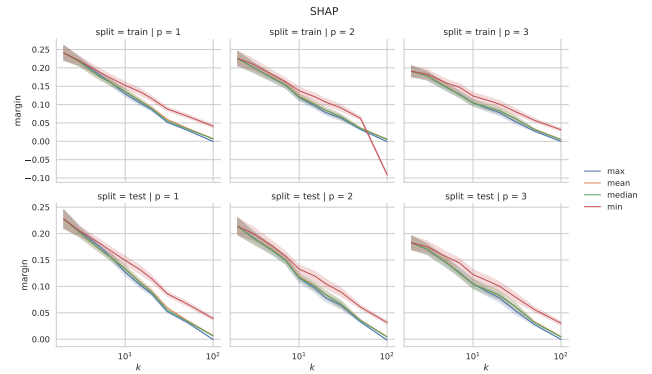 SHAP
split = train | p = 1
split = train | p = 2
split = train | p = 3
0.25
0.20
0.15
0.10
0.05
0.00
−0.05
−0.10
margin
split = test | p = 1
split = test | p = 2
split = test | p = 3
0.25
0.20
0.15
0.10
0.05
0.00
margin
10¹ 10²
10¹ 10²
10¹ 10²
k
k
k
max
mean
median
min